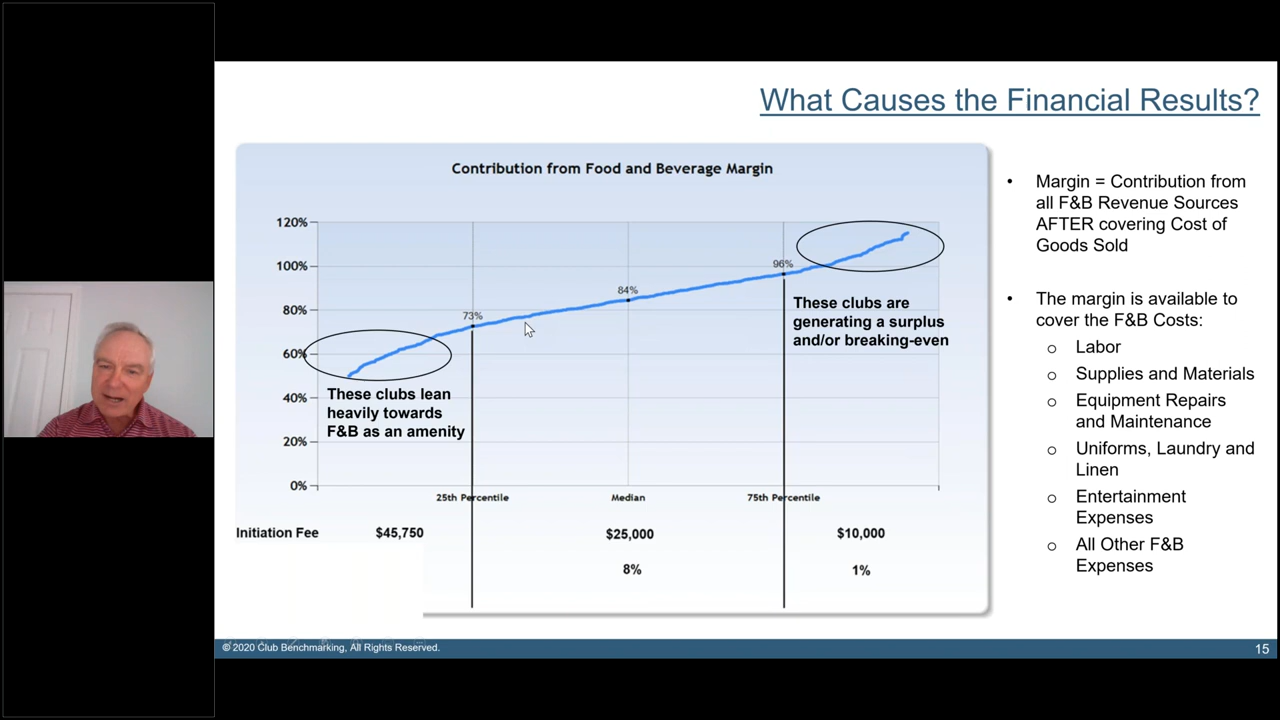 What Causes the Financial Results?
Contribution from Food and Beverage Margin
120%
100%
80%
60%
40%
20%
0%
73%
84%
96%
These clubs lean
heavily towards
F&B as an amenity
These clubs are
generating a surplus
and/or breaking-even
25th Percentile
Median
75th Percentile
Initiation Fee
$45,750
$25,000
$10,000
8%
1%
• Margin = Contribution from
all F&B Revenue Sources
AFTER covering Cost of
Goods Sold
• The margin is available to
cover the F&B Costs:
o Labor
o Supplies and Materials
o Equipment Repairs
and Maintenance
o Uniforms, Laundry and
Linen
o Entertainment
Expenses
o All Other F&B
Expenses
© 2020 Club Benchmarking, All Rights Reserved.
15